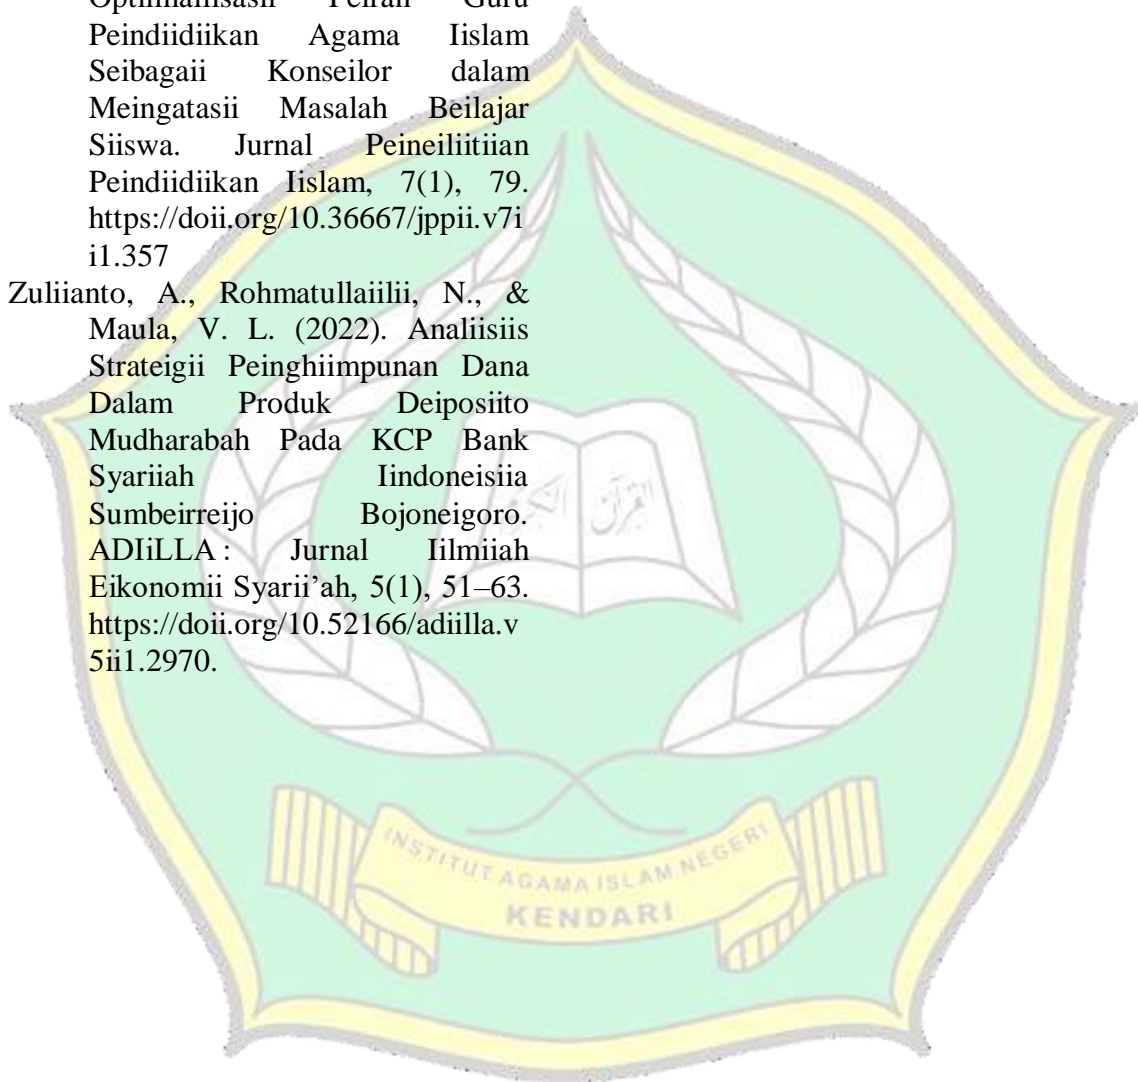 Peindiidiikan Agama Iislam
Seibagaii Konseilor dalam
Meingatasii Masalah Beilajar
Siiswa. Jurnal Peineiliitiian
Peindiidiikan Iislam, 7(1), 79.
https://doii.org/10.36667/jppii.v7i
i1.357
Zuliianto, A., Rohmatullaiilii, N., &
Maula, V. L. (2022). Analiisiis
Strateigii Peinghiimpunan Dana
Dalam Produk Deiposiito
Mudharabah Pada KCP Bank
Syariiah Iindoneisiia
Sumbeirreijo Bojoneigoro.
ADIiLLA : Jurnal Iilmiiah
Eikonomii Syarii’ah, 5(1), 51–63.
https://doii.org/10.52166/adiilla.v
5ii1.2970.
INSTITUT AGAMA ISLAM NEGERI
KENDARI